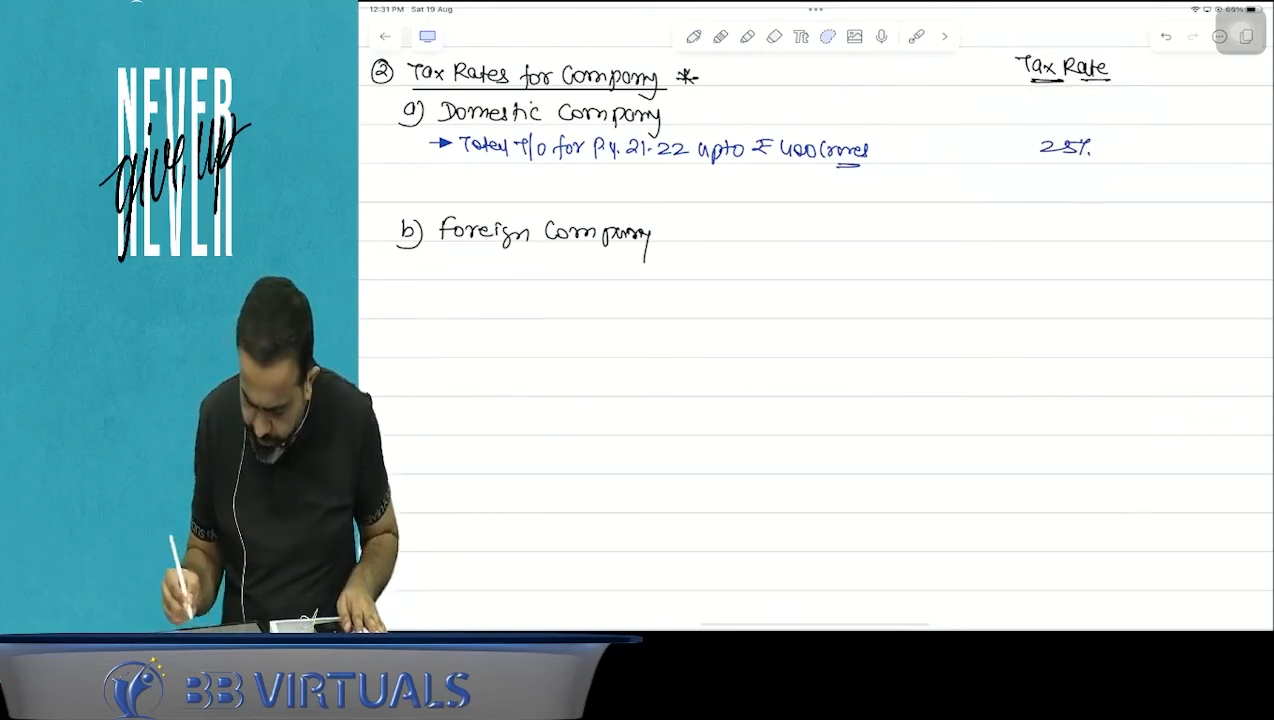 12:31 PM Sat 19 Aug
69%
NEVER
give up
NEVER
② Tax Rates for Company *
Tax Rate
a) Domestic Company
→ Total T/O for P.Y. 21-22 upto ₹ 400 Crores
25%
b) Foreign Company
BB VIRTUALS